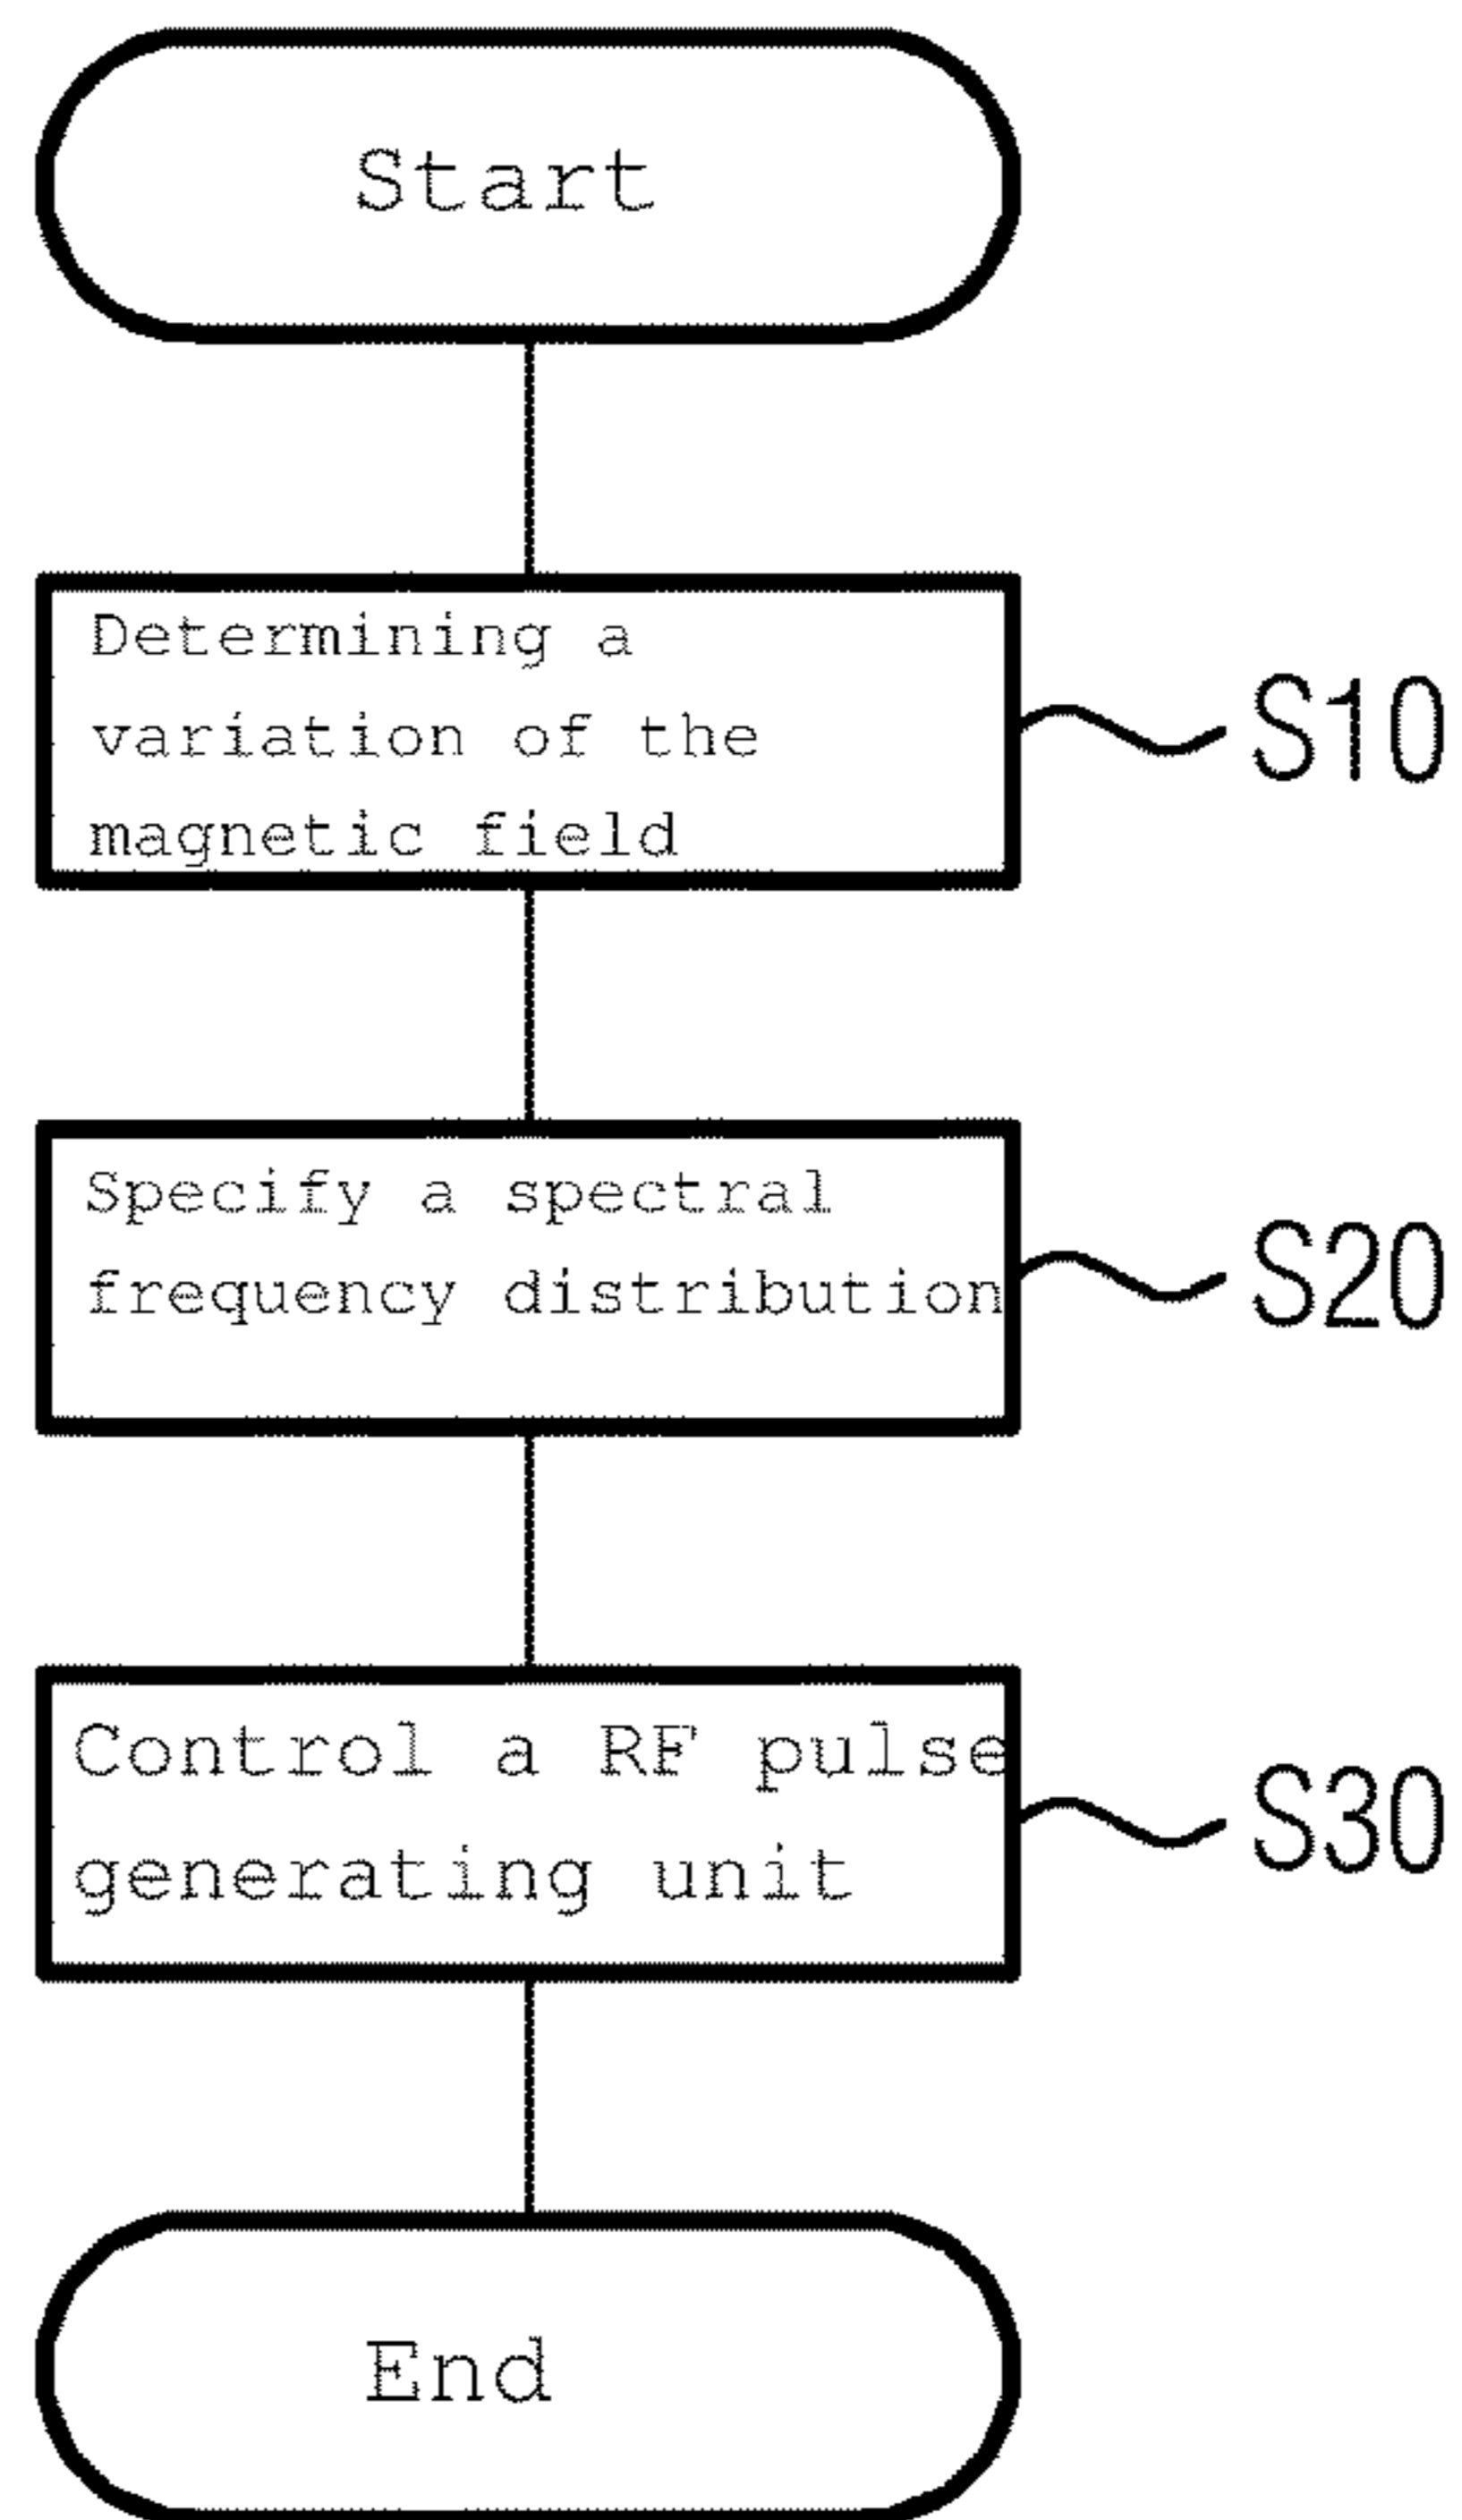 Start
Determining a
variation of the
magnetic field
S10
Specify a spectral
frequency distribution
S20
Control a RF pulse
generating unit
S30
End